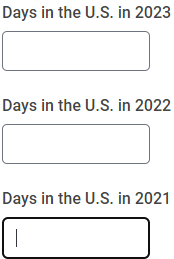 Days in the U.S. in 2023
Days in the U.S. in 2022
Days in the U.S. in 2021